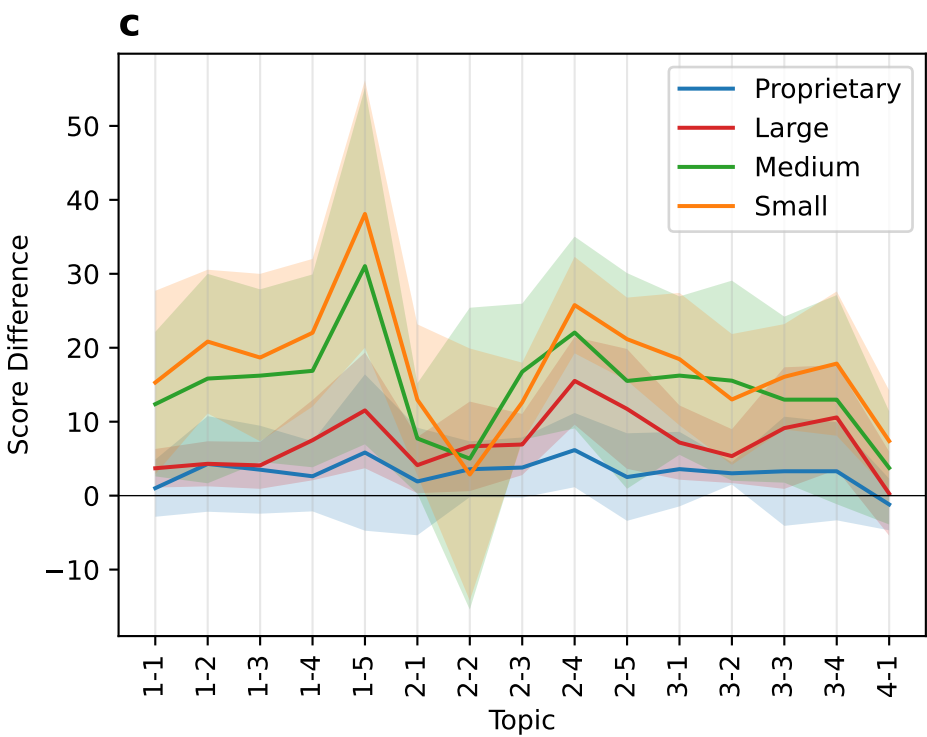 c
Score Difference
50
40
30
20
10
0
−10
Proprietary
Large
Medium
Small
1-1 1-2 1-3 1-4 1-5 2-1 2-2 2-3 2-4 2-5 3-1 3-2 3-3 3-4 4-1
Topic